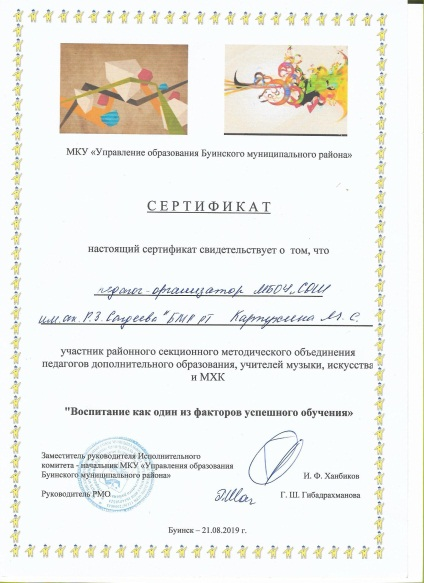 МКУ «Управление образования Буинского муниципального района»
СЕРТИФИКАТ
настоящий сертификат свидетельствует о том, что
педагог-организатор МБОУ „СОШ
им. ак. Р.З. Сагдеева" БМР РТ Картужина М. С.
участник районного секционного методического объединения
педагогов дополнительного образования, учителей музыки, искусства
и МХК
"Воспитание как один из факторов успешного обучения»
Заместитель руководителя Исполнительного
комитета - начальник МКУ «Управления образования
Буинского муниципального района»
И. Ф. Ханбиков
Руководитель РМО
Г. Ш. Гибадрахманова
Буинск – 21.08.2019 г.